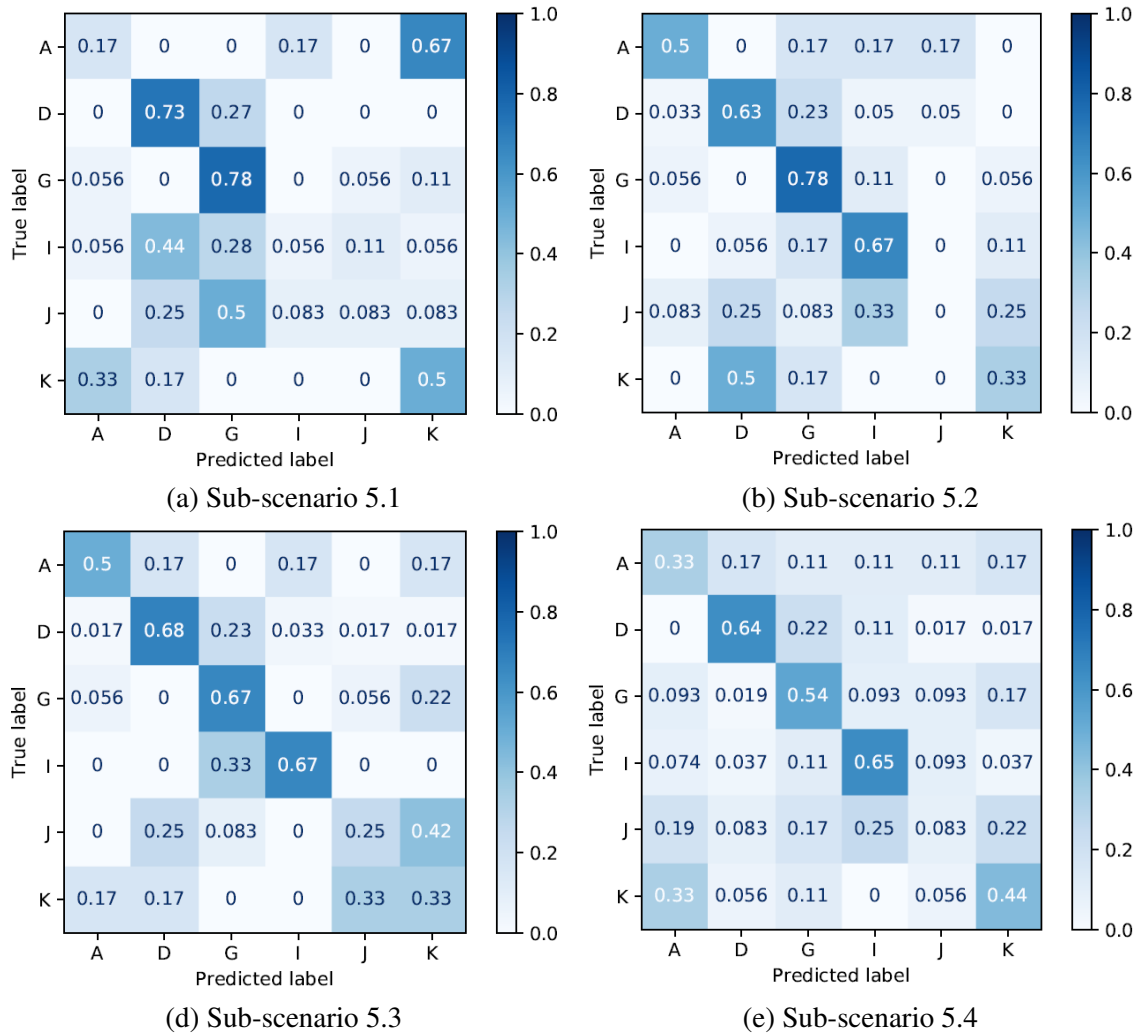 A 0.17 0 0 0.17 0 0.67
D 0 0.73 0.27 0 0 0
G 0.056 0 0.78 0 0.056 0.11
I 0.056 0.44 0.28 0.056 0.11 0.056
J 0 0.25 0.5 0.083 0.083 0.083
K 0.33 0.17 0 0 0 0.5
A D G I J K
True label
Predicted label
1.0
0.8
0.6
0.4
0.2
0.0
(a) Sub-scenario 5.1
A 0.5 0 0.17 0.17 0.17 0
D 0.033 0.63 0.23 0.05 0.05 0
G 0.056 0 0.78 0.11 0 0.056
I 0 0.056 0.17 0.67 0 0.11
J 0.083 0.25 0.083 0.33 0 0.25
K 0 0.5 0.17 0 0 0.33
A D G I J K
True label
Predicted label
1.0
0.8
0.6
0.4
0.2
0.0
(b) Sub-scenario 5.2
A 0.5 0.17 0 0.17 0 0.17
D 0.017 0.68 0.23 0.033 0.017 0.017
G 0.056 0 0.67 0 0.056 0.22
I 0 0 0.33 0.67 0 0
J 0 0.25 0.083 0 0.25 0.42
K 0.17 0.17 0 0 0.33 0.33
A D G I J K
True label
Predicted label
1.0
0.8
0.6
0.4
0.2
0.0
(d) Sub-scenario 5.3
A 0.33 0.17 0.11 0.11 0.11 0.17
D 0 0.64 0.22 0.11 0.017 0.017
G 0.093 0.019 0.54 0.093 0.093 0.17
I 0.074 0.037 0.11 0.65 0.093 0.037
J 0.19 0.083 0.17 0.25 0.083 0.22
K 0.33 0.056 0.11 0 0.056 0.44
A D G I J K
True label
Predicted label
1.0
0.8
0.6
0.4
0.2
0.0
(e) Sub-scenario 5.4